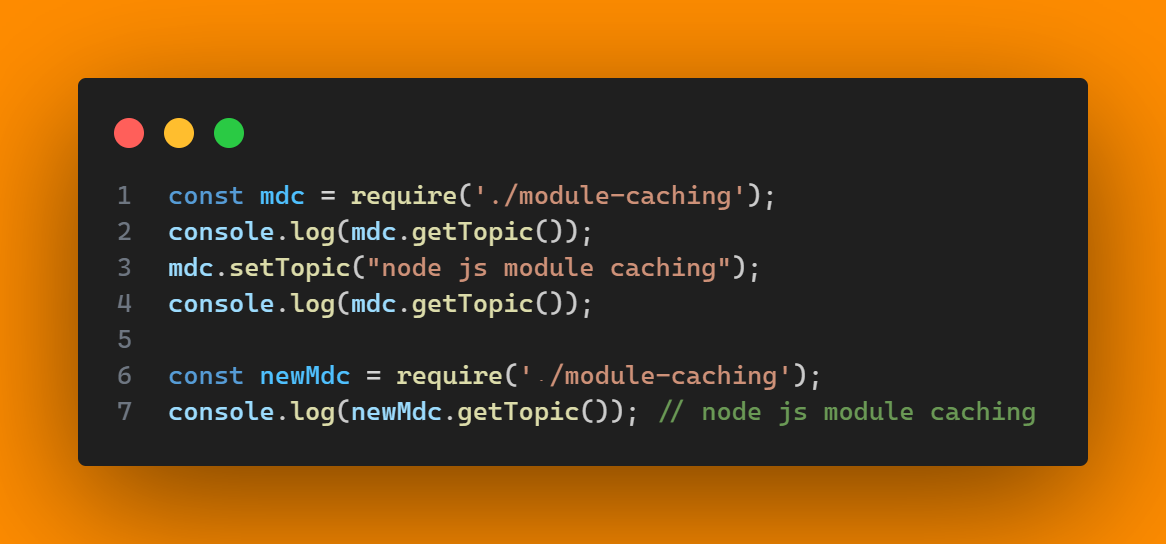 1 const mdc = require('./module-caching');
2 console.log(mdc.getTopic());
3 mdc.setTopic("node js module caching");
4 console.log(mdc.getTopic());
5
6 const newMdc = require('./module-caching');
7 console.log(newMdc.getTopic()); // node js module caching